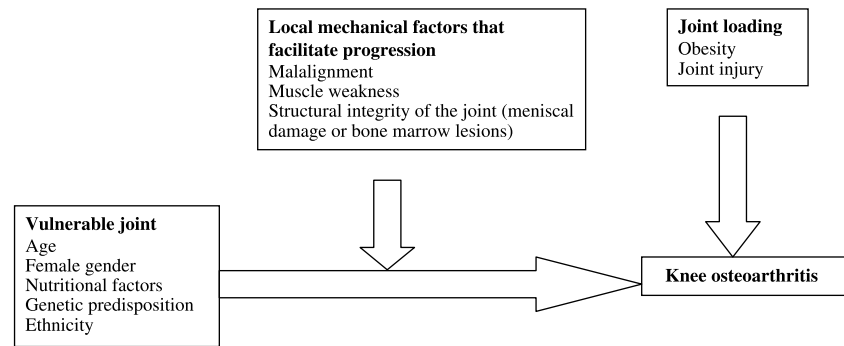 Local mechanical factors that
facilitate progression
Malalignment
Muscle weakness
Structural integrity of the joint (meniscal
damage or bone marrow lesions)
Joint loading
Obesity
Joint injury
Vulnerable joint
Age
Female gender
Nutritional factors
Genetic predisposition
Ethnicity
Knee osteoarthritis